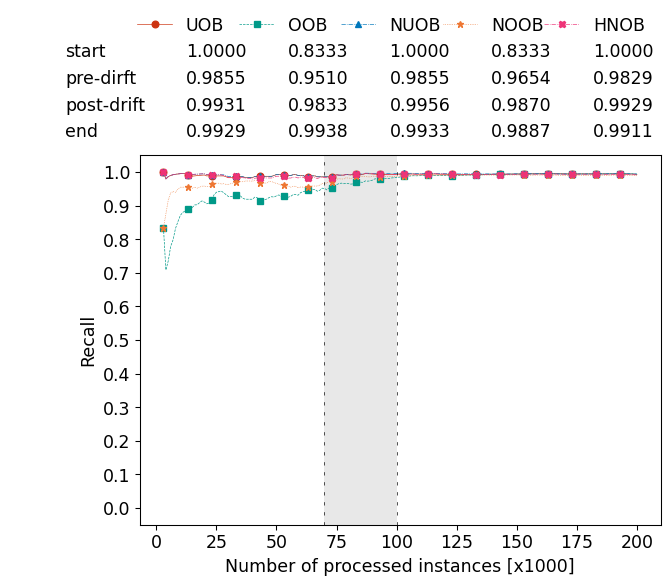 UOB OOB NUOB NOOB HNOB
start 1.0000 0.8333 1.0000 0.8333 1.0000
pre-dirft 0.9855 0.9510 0.9855 0.9654 0.9829
post-drift 0.9931 0.9833 0.9956 0.9870 0.9929
end 0.9929 0.9938 0.9933 0.9887 0.9911
1.0
0.9
0.8
0.7
0.6
0.5
0.4
0.3
0.2
0.1
0.0
Recall
0 25 50 75 100 125 150 175 200
Number of processed instances [x1000]